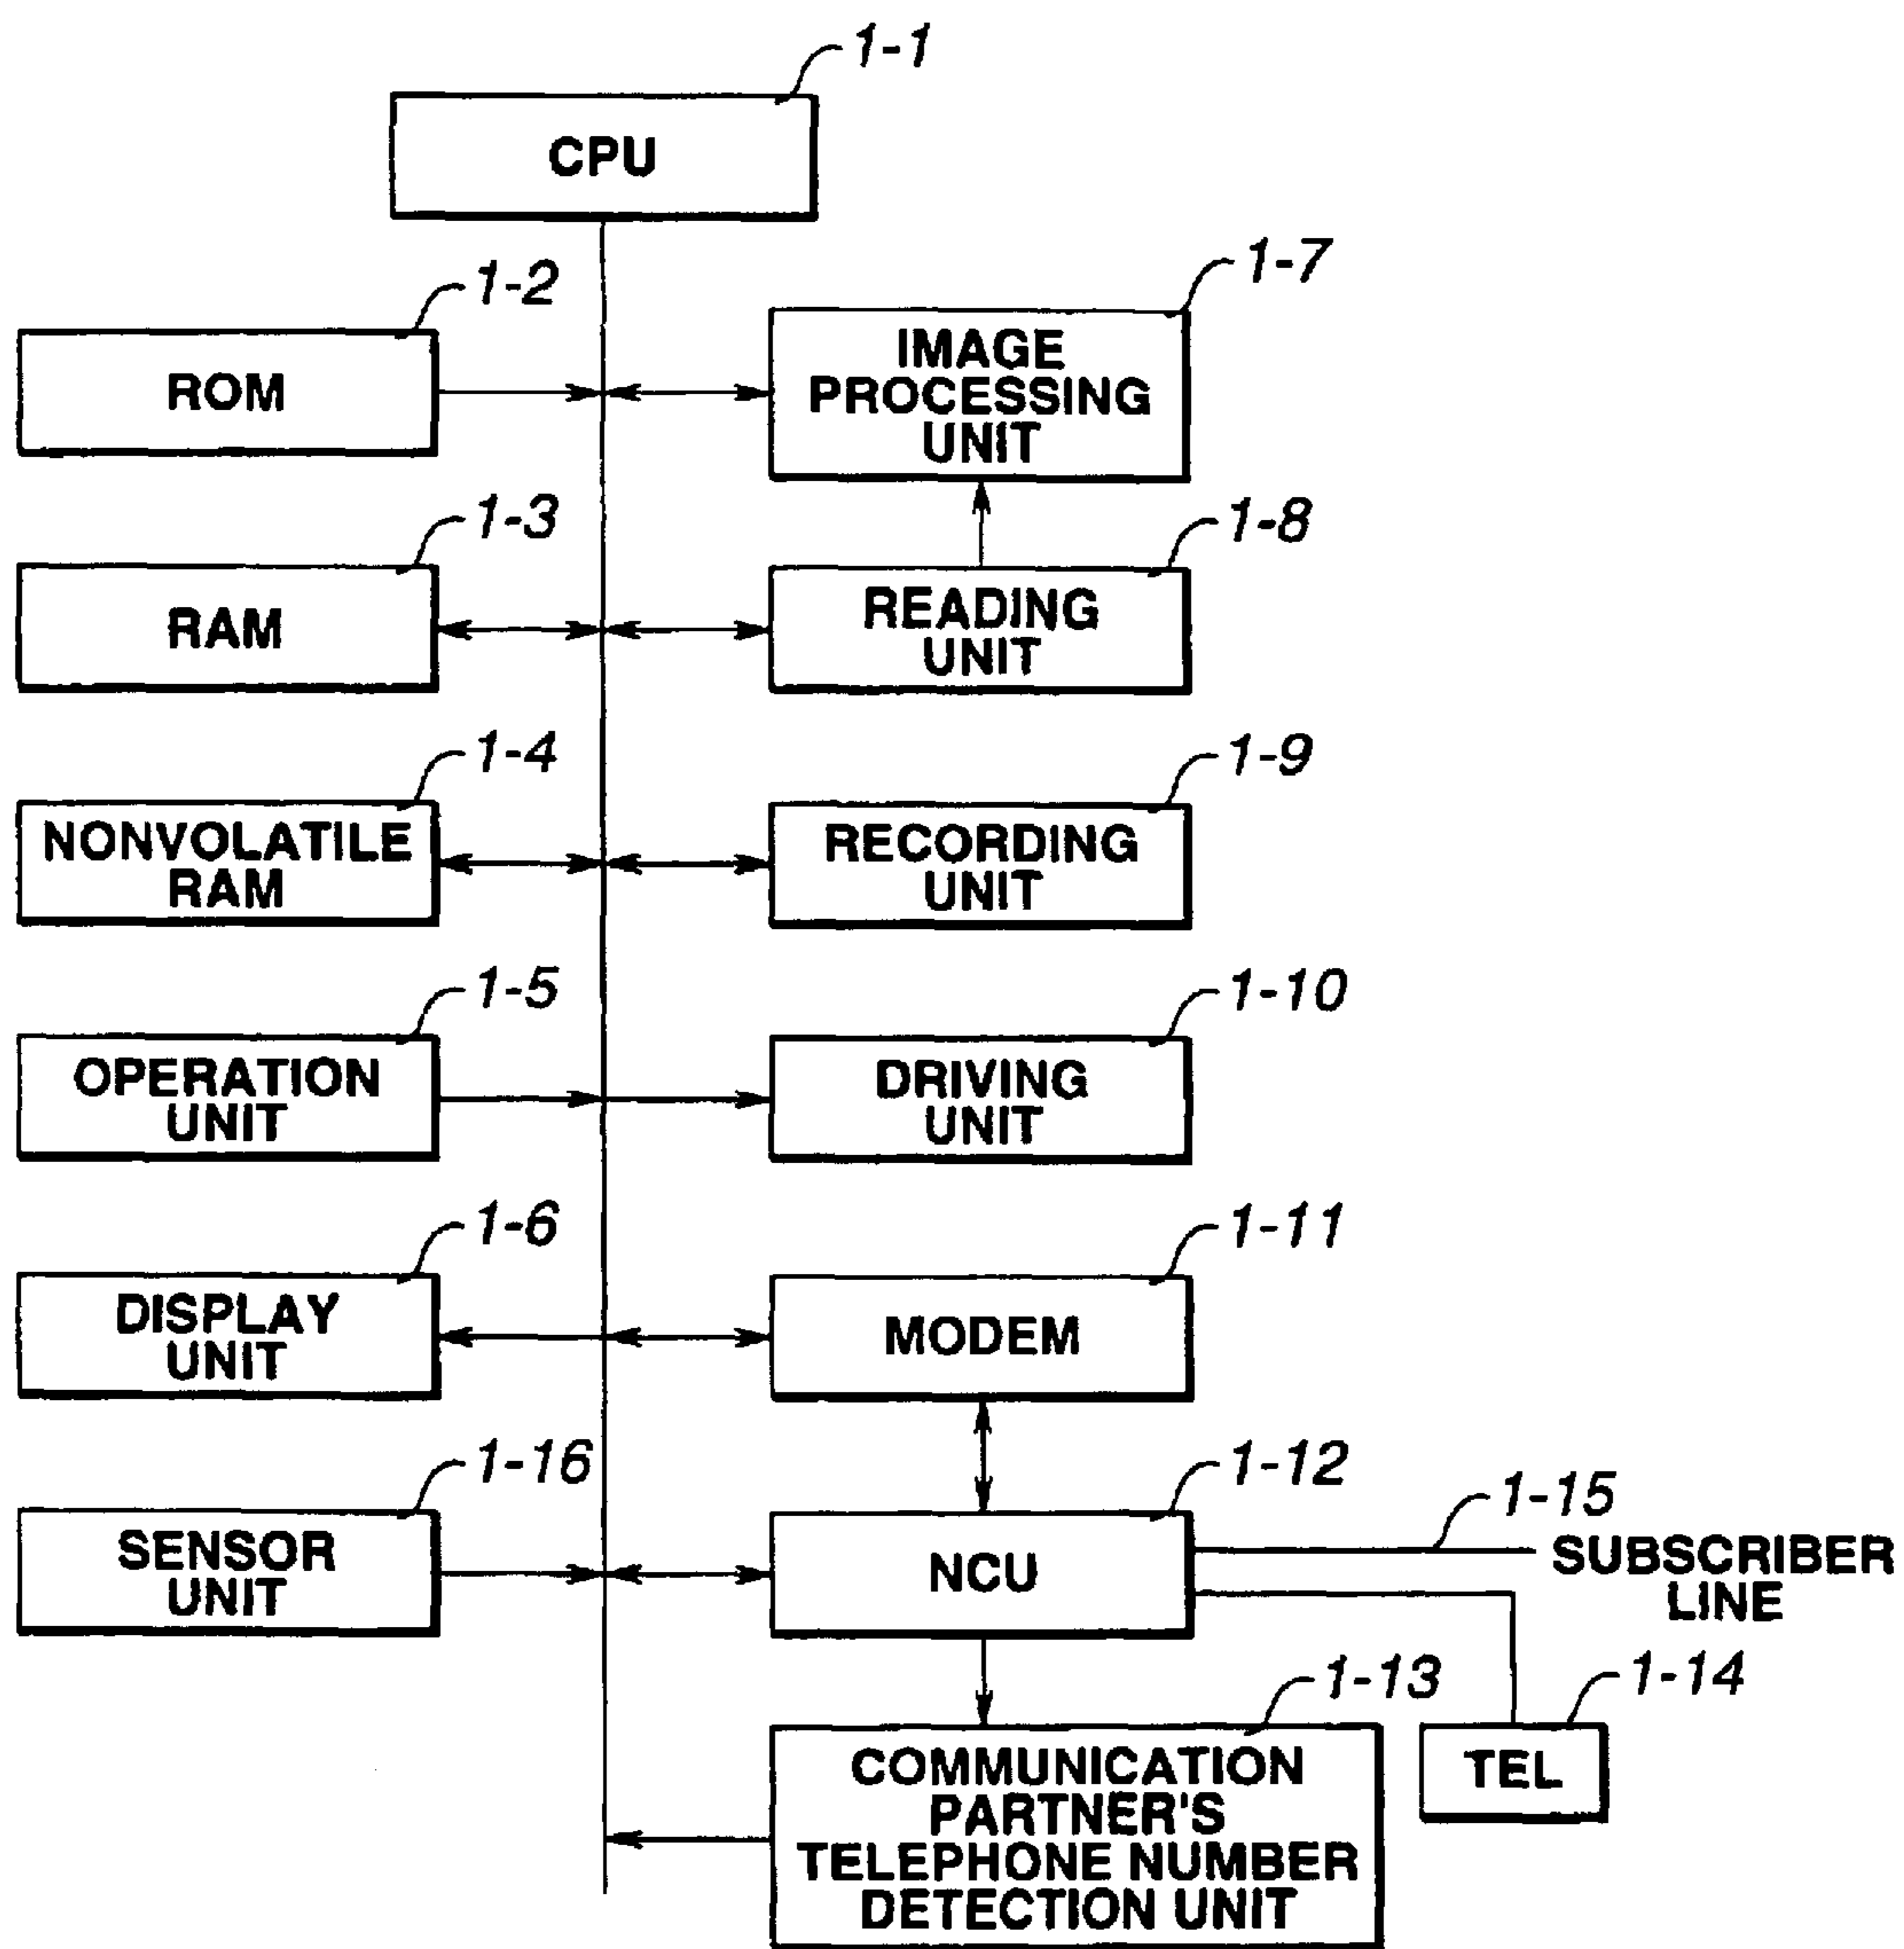 1-1
CPU
1-2
ROM
1-7
IMAGE
PROCESSING
UNIT
1-3
RAM
1-8
READING
UNIT
1-4
NONVOLATILE
RAM
1-9
RECORDING
UNIT
1-5
OPERATION
UNIT
1-10
DRIVING
UNIT
1-6
DISPLAY
UNIT
1-11
MODEM
1-16
SENSOR
UNIT
1-12
NCU
1-15
SUBSCRIBER
LINE
1-13
COMMUNICATION
PARTNER'S
TELEPHONE NUMBER
DETECTION UNIT
1-14
TEL